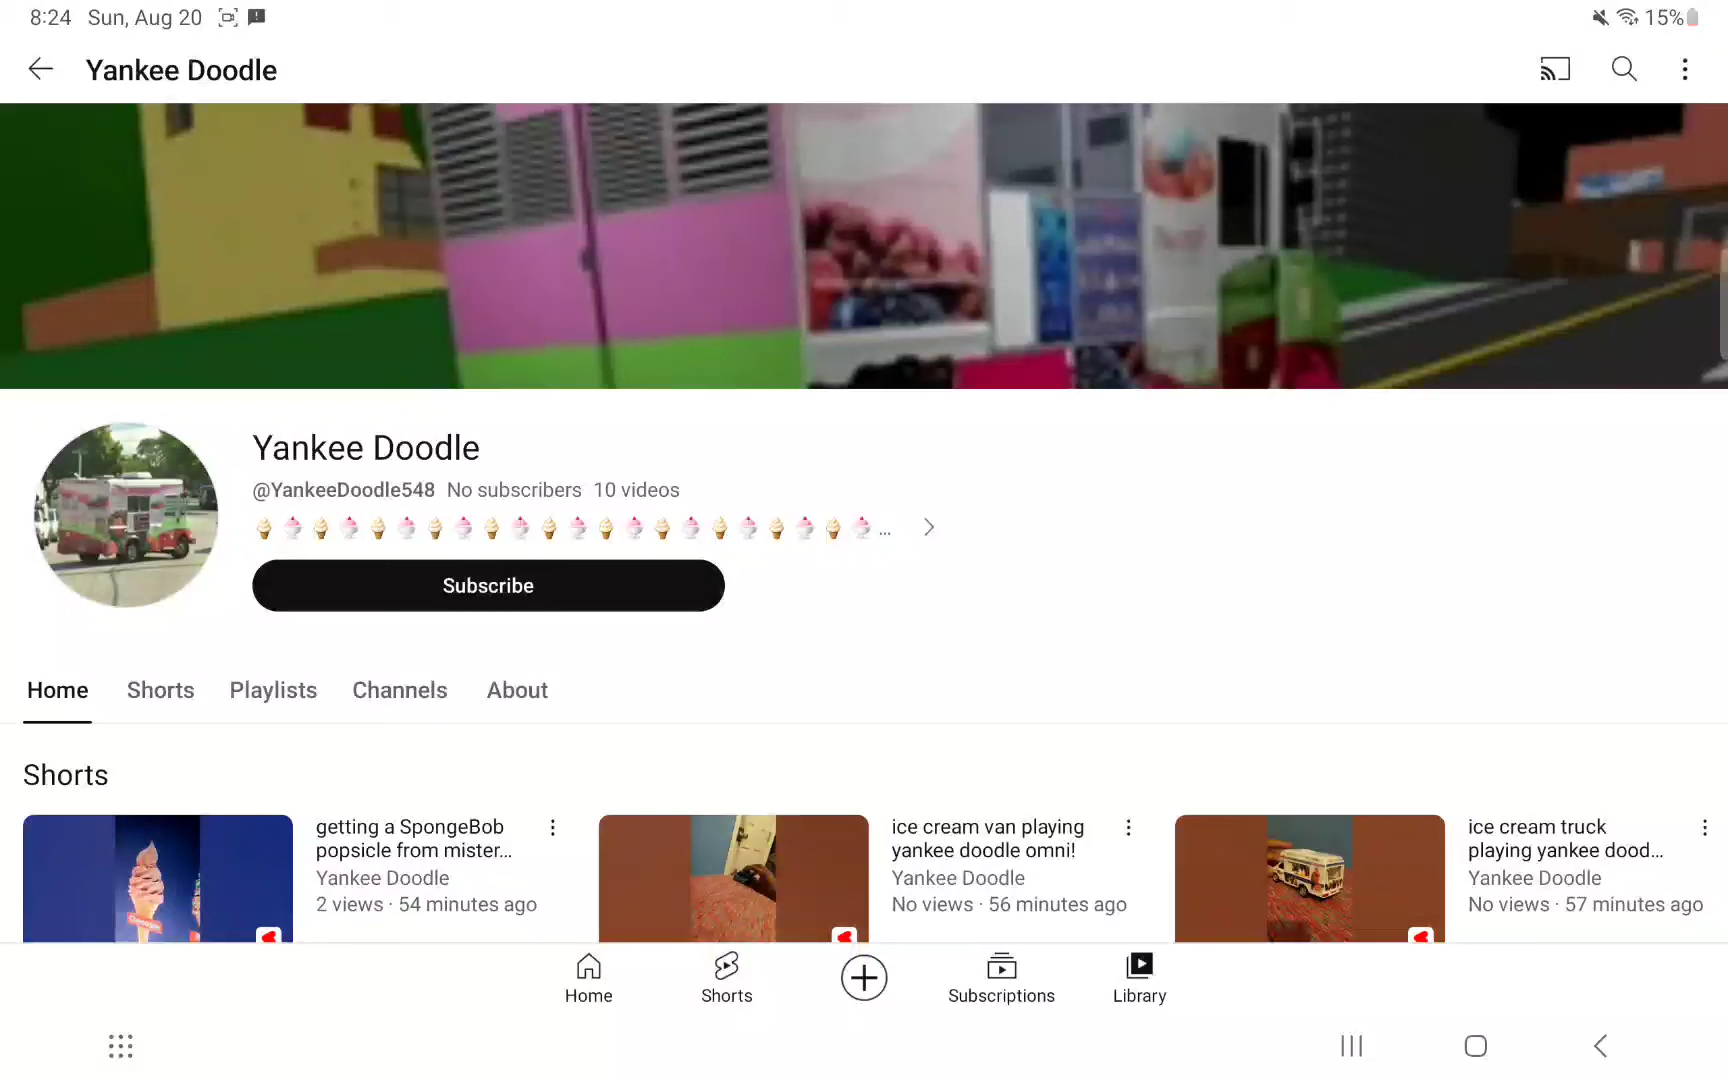 8:24 Sun, Aug 20 15%
Yankee Doodle
Yankee Doodle
@YankeeDoodle548 No subscribers 10 videos
...
Subscribe
Home Shorts Playlists Channels About
Shorts
getting a SpongeBob
popsicle from mister...
Yankee Doodle
2 views · 54 minutes ago
ice cream van playing
yankee doodle omni!
Yankee Doodle
No views · 56 minutes ago
ice cream truck
playing yankee dood...
Yankee Doodle
No views · 57 minutes ago
Home Shorts Subscriptions Library